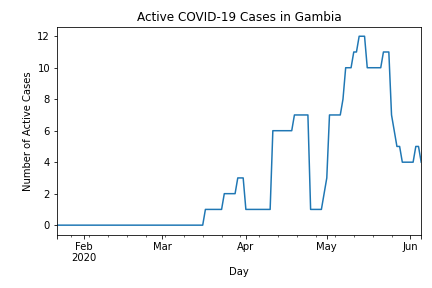 Active COVID-19 Cases in Gambia
12
10
8
6
4
2
0
Number of Active Cases
Feb
2020
Mar
Apr
May
Jun
Day